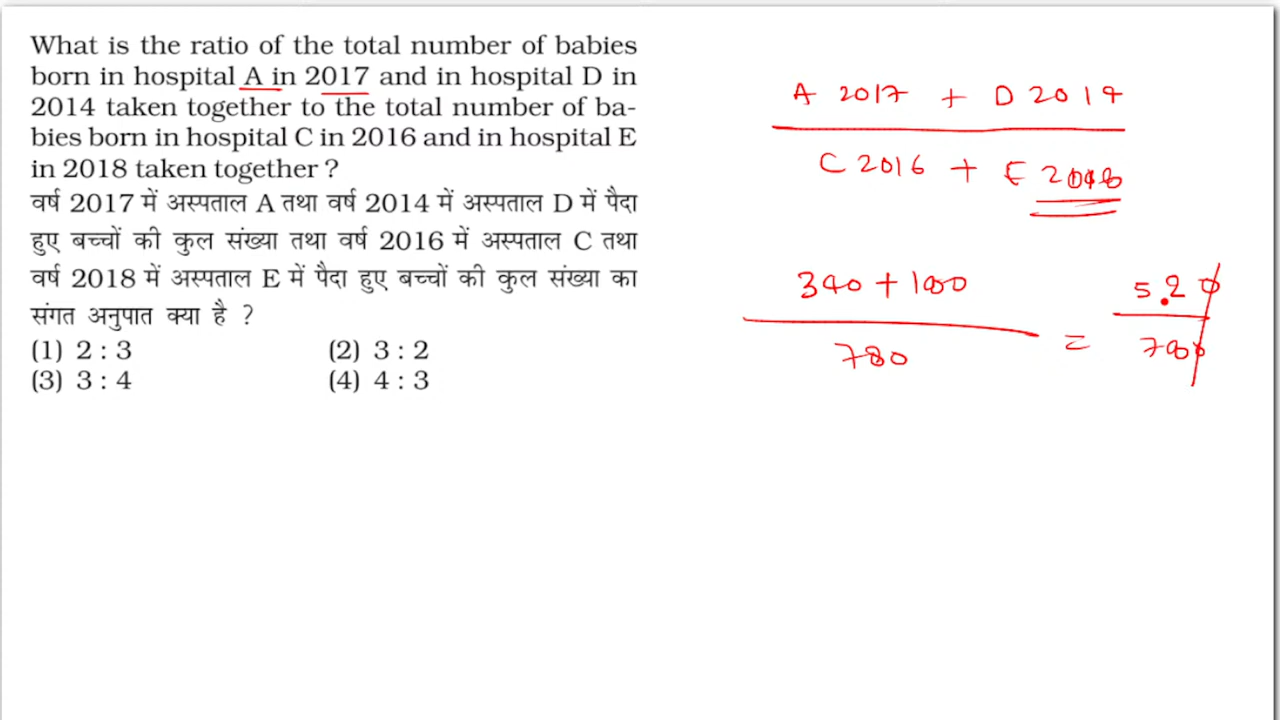 What is the ratio of the total number of babies
born in hospital A in 2017 and in hospital D in
2014 taken together to the total number of ba-
bies born in hospital C in 2016 and in hospital E
in 2018 taken together ?
वर्ष 2017 में अस्पताल A तथा वर्ष 2014 में अस्पताल D में पैदा
हुए बच्चों की कुल संख्या तथा वर्ष 2016 में अस्पताल C तथा
वर्ष 2018 में अस्पताल E में पैदा हुए बच्चों की कुल संख्या का
संगत अनुपात क्या है ?
(1) 2 : 3 (2) 3 : 2
(3) 3 : 4 (4) 4 : 3
A 2017 + D 2014
C 2016 + E 2018
340 + 180
780
=
520
780